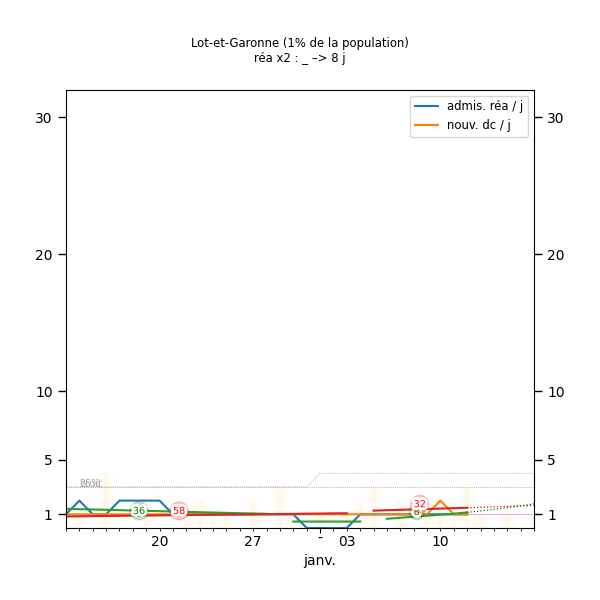 Lot-et-Garonne (1% de la population)
réa x2 : _ –> 8 j
admis. réa / j
nouv. dc / j
30 30
20 20
10 10
5 5
1 1
36 58 32
20 27 - 03 10
janv.